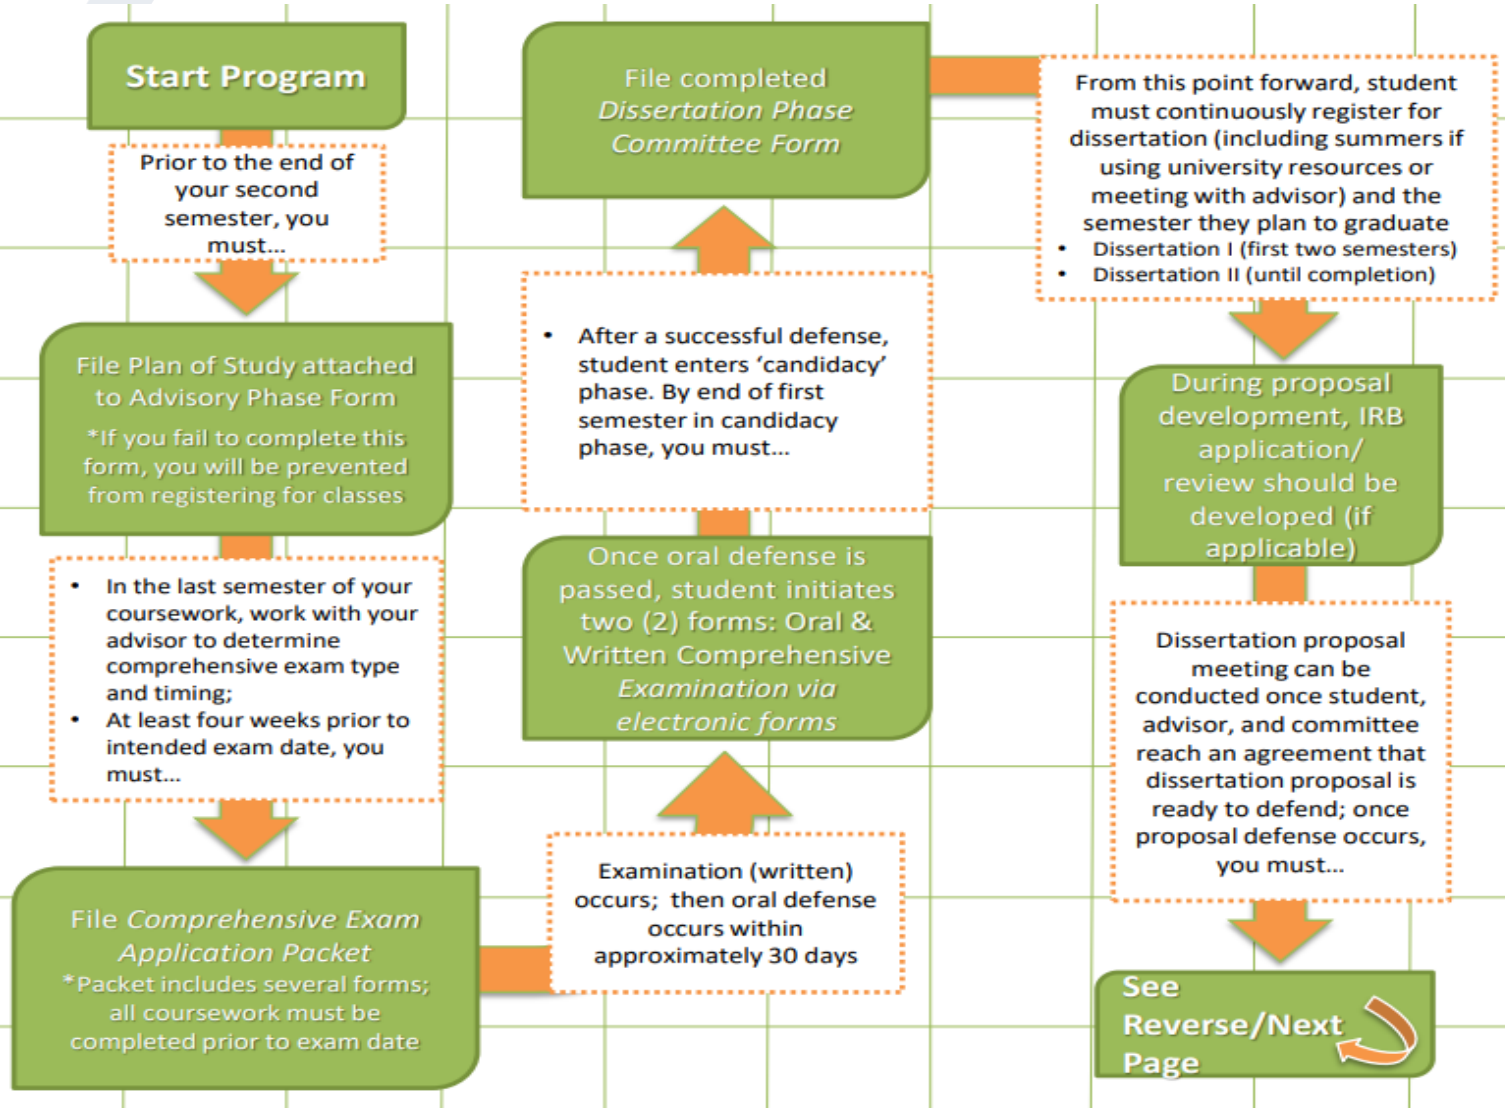 Start Program
Prior to the end of
your second
semester, you
must...
File Plan of Study attached
to Advisory Phase Form
*If you fail to complete this
form, you will be prevented
from registering for classes
• In the last semester of your
coursework, work with your
advisor to determine
comprehensive exam type
and timing;
• At least four weeks prior to
intended exam date, you
must...
File Comprehensive Exam
Application Packet
*Packet includes several forms;
all coursework must be
completed prior to exam date
Examination (written)
occurs; then oral defense
occurs within
approximately 30 days
Once oral defense is
passed, student initiates
two (2) forms: Oral &
Written Comprehensive
Examination via
electronic forms
• After a successful defense,
student enters ‘candidacy’
phase. By end of first
semester in candidacy
phase, you must...
File completed
Dissertation Phase
Committee Form
From this point forward, student
must continuously register for
dissertation (including summers if
using university resources or
meeting with advisor) and the
semester they plan to graduate
• Dissertation I (first two semesters)
• Dissertation II (until completion)
During proposal
development, IRB
application/
review should be
developed (if
applicable)
Dissertation proposal
meeting can be
conducted once student,
advisor, and committee
reach an agreement that
dissertation proposal is
ready to defend; once
proposal defense occurs,
you must...
See
Reverse/Next
Page